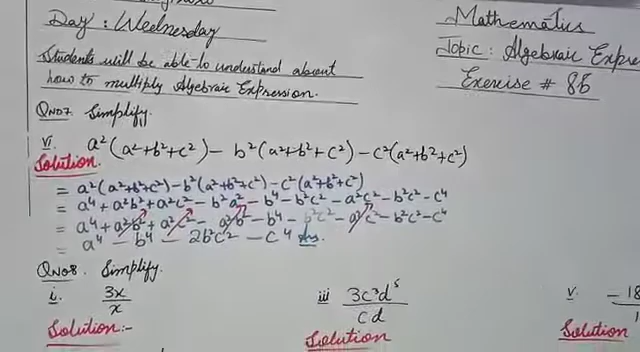 Day: Wednesday
Mathematics
Students will be able to understand about
how to multiply Algebraic Expression.
Topic: Algebraic Expre
Exercise # 8b
QNO7. Simplify.
vi a²(a²+b²+c²) - b²(a²+b²+c²) - c²(a²+b²+c²)
Solution.
= a²(a²+b²+c²) - b²(a²+b²+c²) - c²(a²+b²+c²)
= a⁴ + a²b² + a²c² - b²a² - b⁴ - b²c² - a²c² - b²c² - c⁴
= a⁴ + a²b² + a²c² - a²b² - b⁴ - b²c² - a²c² - b²c² - c⁴
= a⁴ - b⁴ - 2b²c² - c⁴ Ans.
QNO8. Simplify.
i. 3x/x
iii 3c³d⁵/cd
v. -18
Solution:-
Solution
Solution